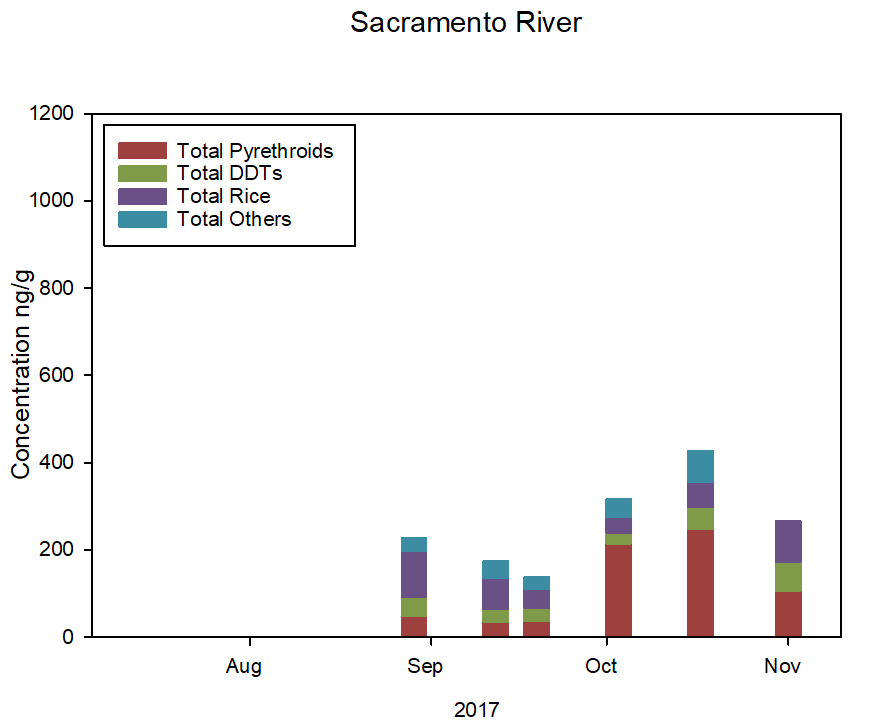 Sacramento River
1200
1000
800
600
400
200
0
Concentration ng/g
Total Pyrethroids
Total DDTs
Total Rice
Total Others
Aug Sep Oct Nov
2017